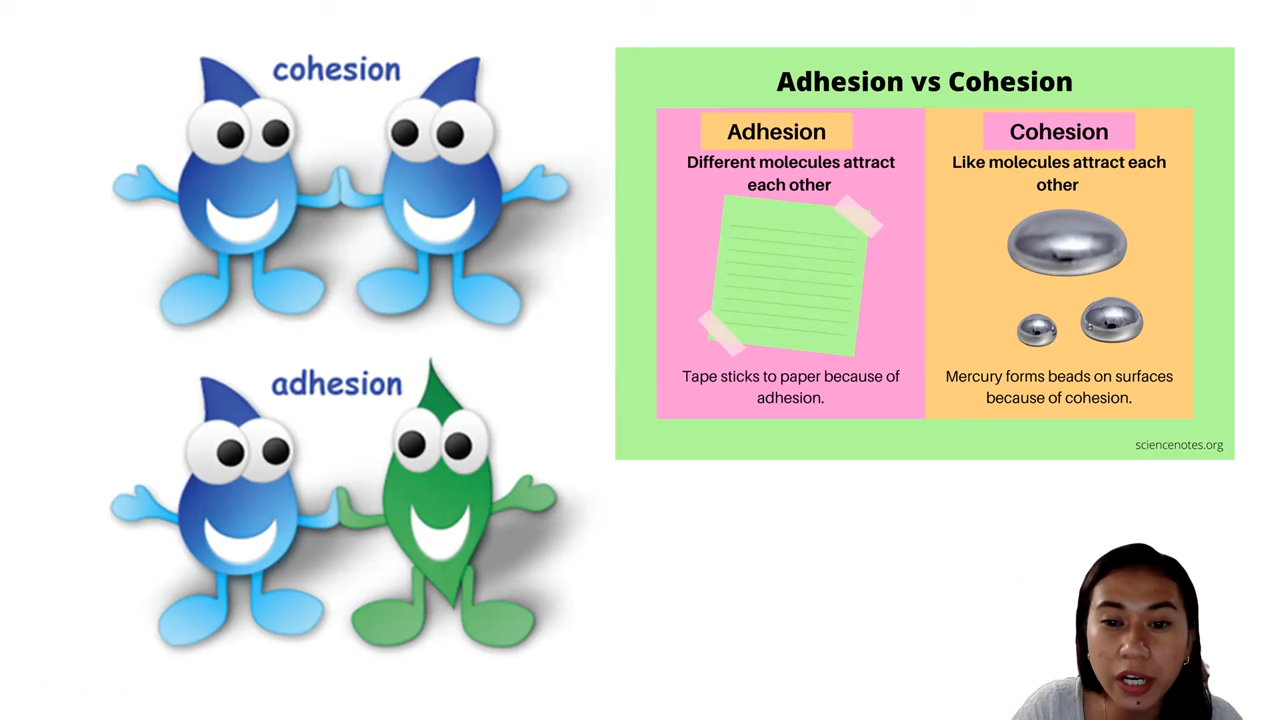 cohesion
adhesion
Adhesion vs Cohesion
Adhesion
Different molecules attract
each other
Tape sticks to paper because of
adhesion.
Cohesion
Like molecules attract each
other
Mercury forms beads on surfaces
because of cohesion.
sciencenotes.org